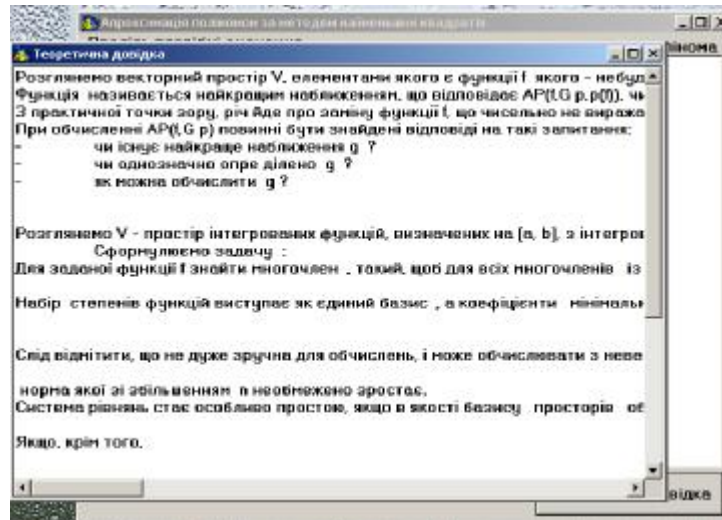 Апроксимація поліномом за методом найменших квадратів
Теоретична довідка
нома
Розглянемо векторний простір V, елементами якого є функції f якого - небуд
Функція називається найкращим наближенням, що відповідає AP(f,G p,p(f)), чи
З практичної точки зору, річ йде про заміну функції f, що чисельно не виража
При обчисленні AP(f,G p) повинні бути знайдені відповіді на такі запитання:
- чи існує найкраще наближення g ?
- чи однозначно опре ділено g ?
- як можна обчислити g ?
Розглянемо V - простір інтегрованих функцій, визначених на [a, b], з інтегров
Сформулюємо задачу :
Для заданої функції f знайти многочлен , такий, щоб для всіх многочленів із
Набір степенів функцій виступає як єдиний базис , а коефіцієнти мінімальн
Слід відмітити, що не дуже зручна для обчислень, і може обчислювати з неве
норма якої зі збільшенням n необмежено зростає.
Система рівнянь стає особливо простою, якщо в якості базису просторів об
Якщо, крім того,
відка